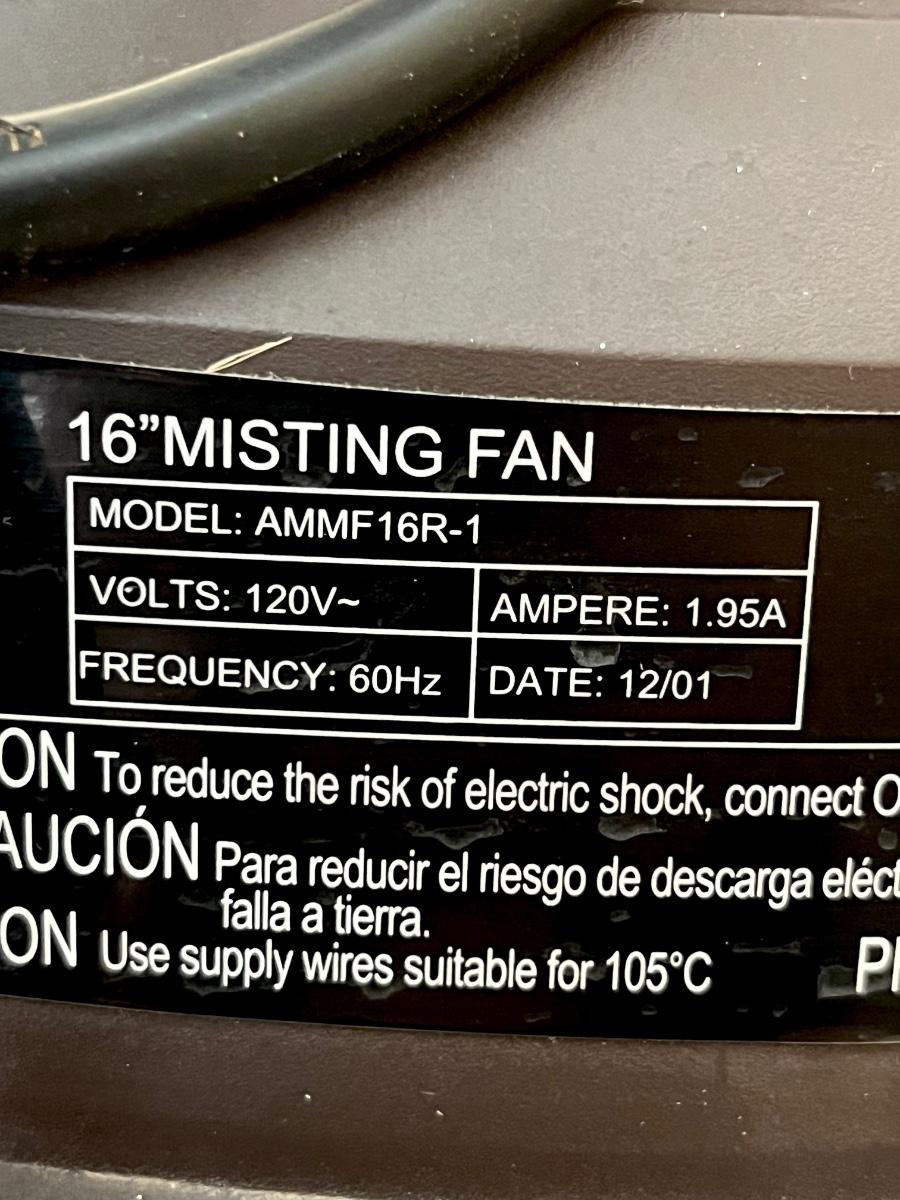 16”MISTING FAN
MODEL: AMMF16R-1
VOLTS: 120V~ AMPERE: 1.95A
FREQUENCY: 60Hz DATE: 12/01
ON To reduce the risk of electric shock, connect O
AUCIÓN Para reducir el riesgo de descarga eléct
falla a tierra.
ON Use supply wires suitable for 105°C